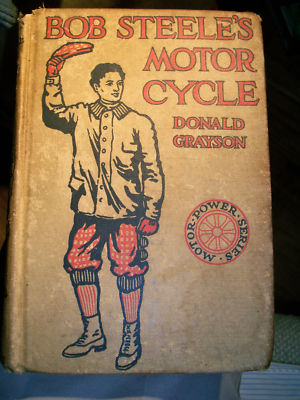 BOB STEELE'S
MOTOR
CYCLE
DONALD
GRAYSON
MOTOR·POWER·SERIES·